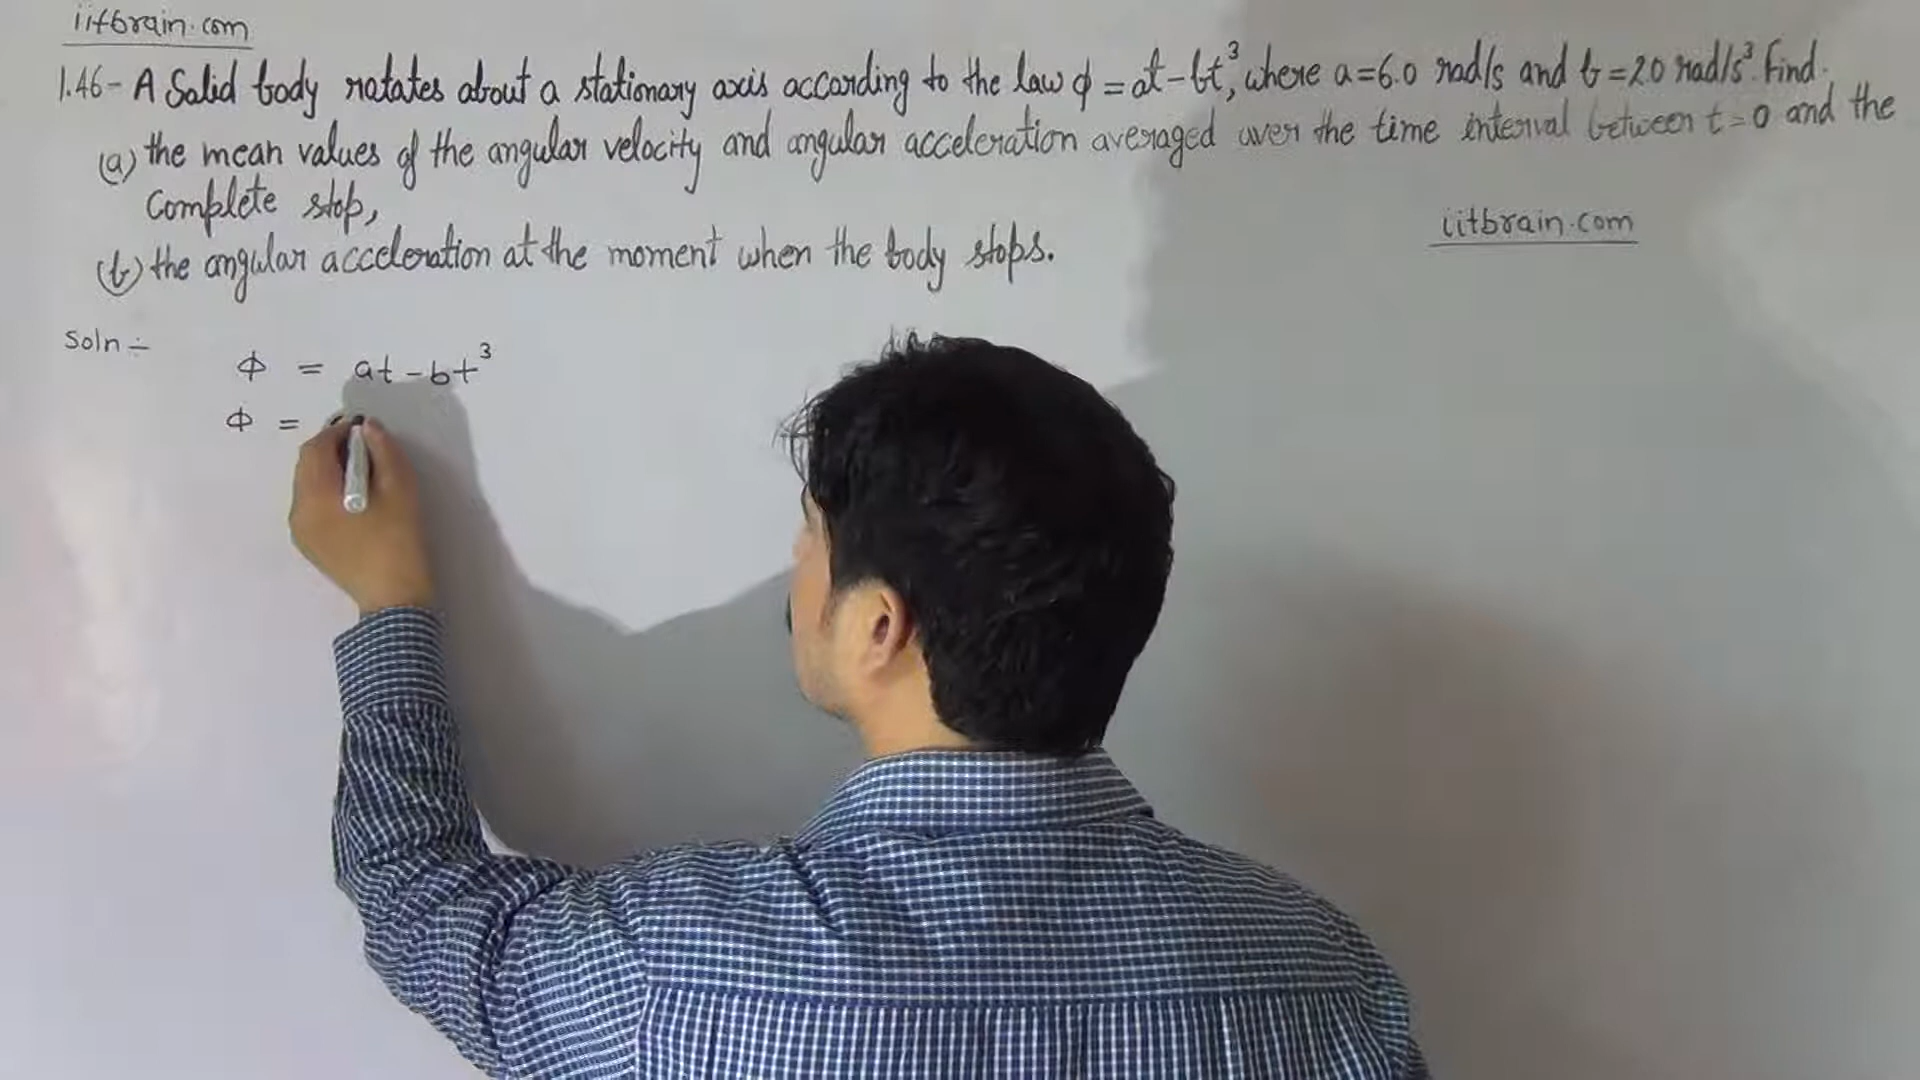 iitbrain.com
1.46- A Solid body rotates about a stationary axis according to the law ϕ = at - bt³, where a = 6.0 rad/s and b = 2.0 rad/s³. Find.
(a) the mean values of the angular velocity and angular acceleration averaged over the time interval between t = 0 and the
Complete stop,
iitbrain.com
(b) the angular acceleration at the moment when the body stops.
Soln ÷
ϕ = at - bt³
ϕ =